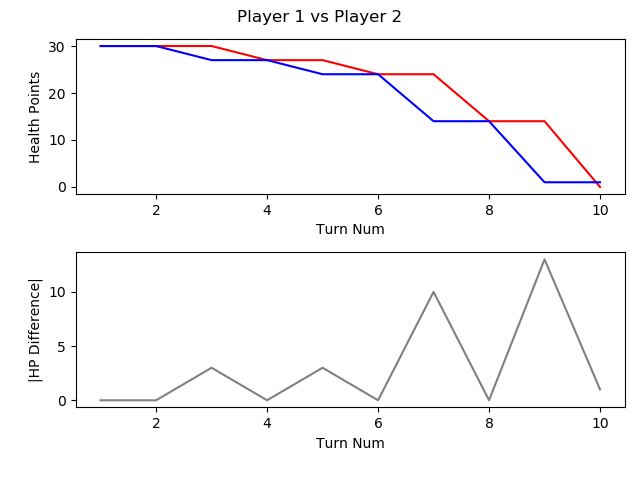 Player 1 vs Player 2
30
20
10
0
Health Points
2 4 6 8 10
Turn Num
10
5
0
|HP Difference|
2 4 6 8 10
Turn Num